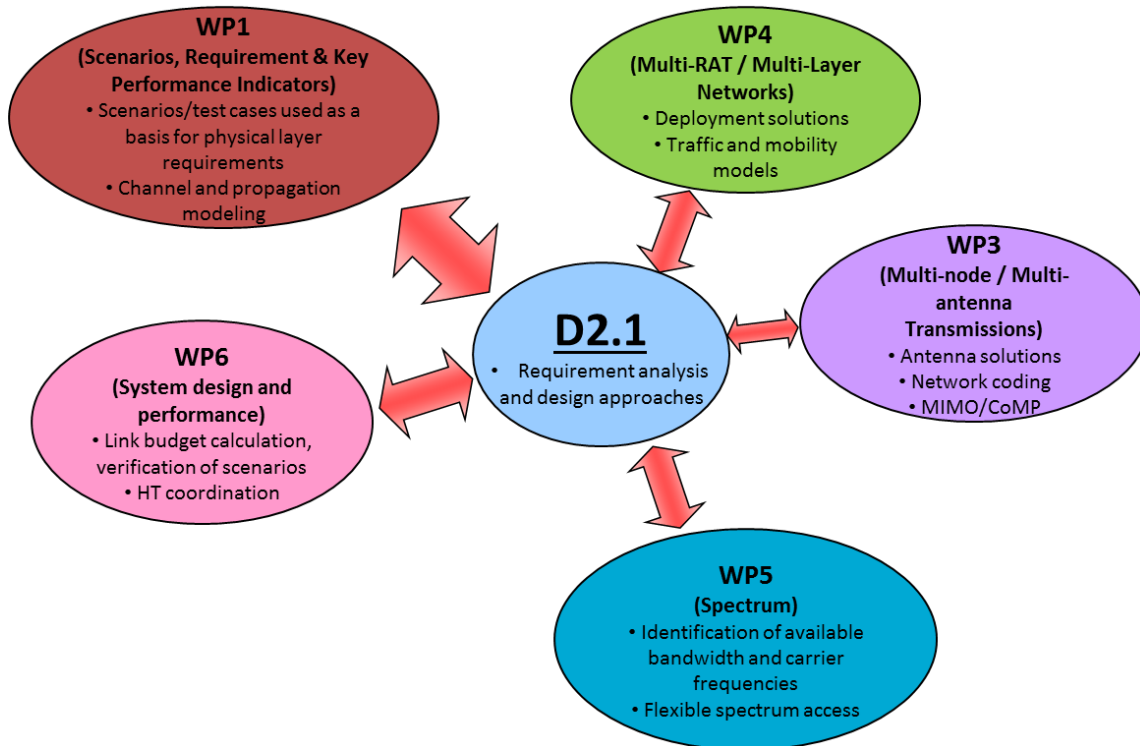 WP1
(Scenarios, Requirement & Key
Performance Indicators)
• Scenarios/test cases used as a
basis for physical layer
requirements
• Channel and propagation
modeling
WP4
(Multi-RAT / Multi-Layer
Networks)
• Deployment solutions
• Traffic and mobility
models
WP3
(Multi-node / Multi-
antenna
Transmissions)
• Antenna solutions
• Network coding
• MIMO/CoMP
D2.1
• Requirement analysis
and design approaches
WP6
(System design and
performance)
• Link budget calculation,
verification of scenarios
• HT coordination
WP5
(Spectrum)
• Identification of available
bandwidth and carrier
frequencies
• Flexible spectrum access